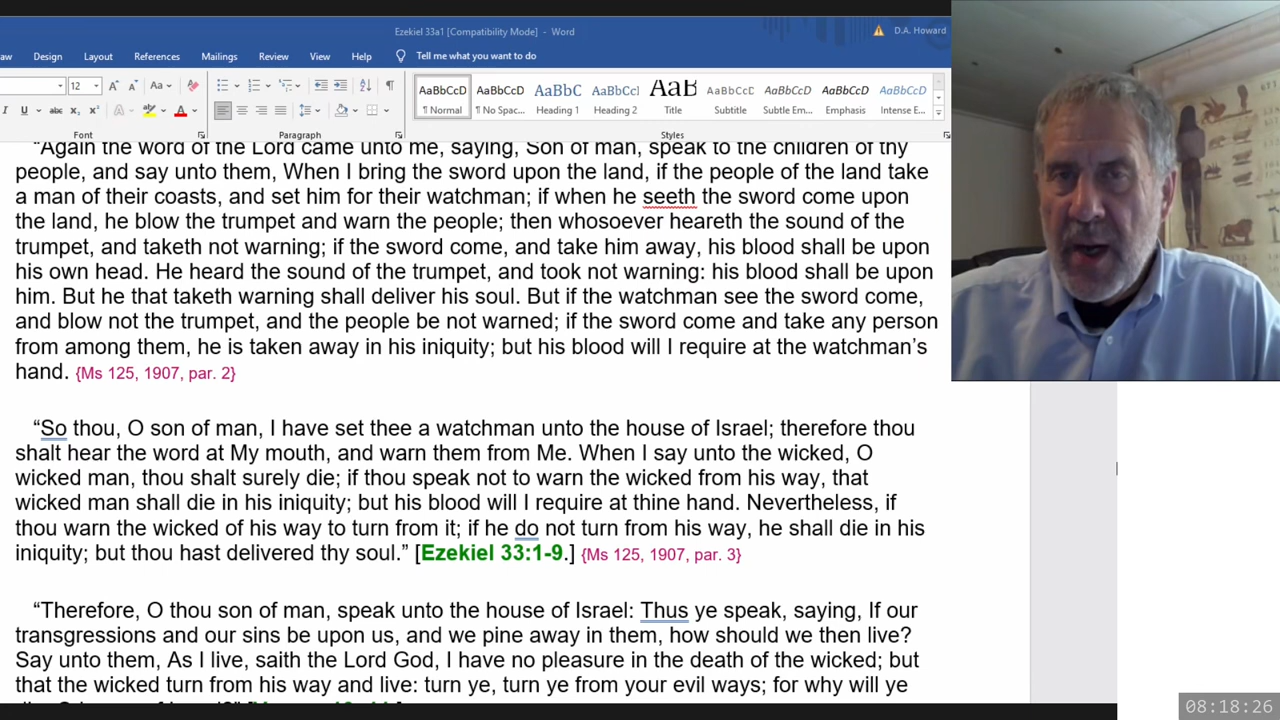 Ezekiel 33a1 [Compatibility Mode] - Word
D.A. Howard
aw Design Layout References Mailings Review View Help Tell me what you want to do
12 Aa
AaBbCcD AaBbCcD AaBbC AaBbCcl AaB AaBbCcD AaBbCcD AaBbCcD AaBbCcD
¶ Normal ¶ No Spac... Heading 1 Heading 2 Title Subtitle Subtle Em... Emphasis Intense E...
Font Paragraph Styles
“Again the word of the Lord came unto me, saying, Son of man, speak to the children of thy
people, and say unto them, When I bring the sword upon the land, if the people of the land take
a man of their coasts, and set him for their watchman; if when he seeth the sword come upon
the land, he blow the trumpet and warn the people; then whosoever heareth the sound of the
trumpet, and taketh not warning; if the sword come, and take him away, his blood shall be upon
his own head. He heard the sound of the trumpet, and took not warning: his blood shall be upon
him. But he that taketh warning shall deliver his soul. But if the watchman see the sword come,
and blow not the trumpet, and the people be not warned; if the sword come and take any person
from among them, he is taken away in his iniquity; but his blood will I require at the watchman’s
hand. {Ms 125, 1907, par. 2}
“So thou, O son of man, I have set thee a watchman unto the house of Israel; therefore thou
shalt hear the word at My mouth, and warn them from Me. When I say unto the wicked, O
wicked man, thou shalt surely die; if thou speak not to warn the wicked from his way, that
wicked man shall die in his iniquity; but his blood will I require at thine hand. Nevertheless, if
thou warn the wicked of his way to turn from it; if he do not turn from his way, he shall die in his
iniquity; but thou hast delivered thy soul.” [Ezekiel 33:1-9.] {Ms 125, 1907, par. 3}
“Therefore, O thou son of man, speak unto the house of Israel: Thus ye speak, saying, If our
transgressions and our sins be upon us, and we pine away in them, how should we then live?
Say unto them, As I live, saith the Lord God, I have no pleasure in the death of the wicked; but
that the wicked turn from his way and live: turn ye, turn ye from your evil ways; for why will ye
08:18:26